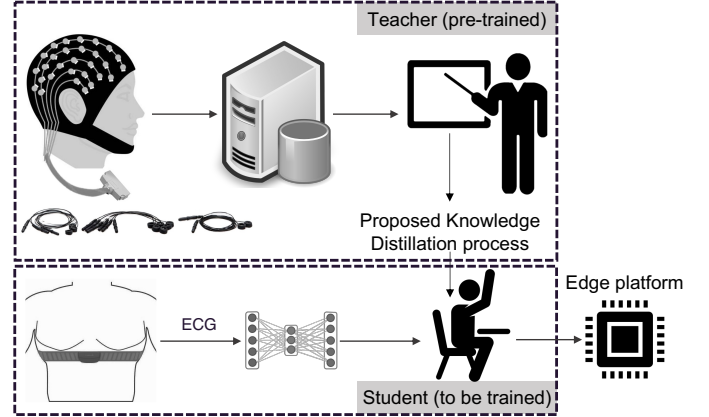 Teacher (pre-trained)
Proposed Knowledge
Distillation process
Edge platform
ECG
Student (to be trained)